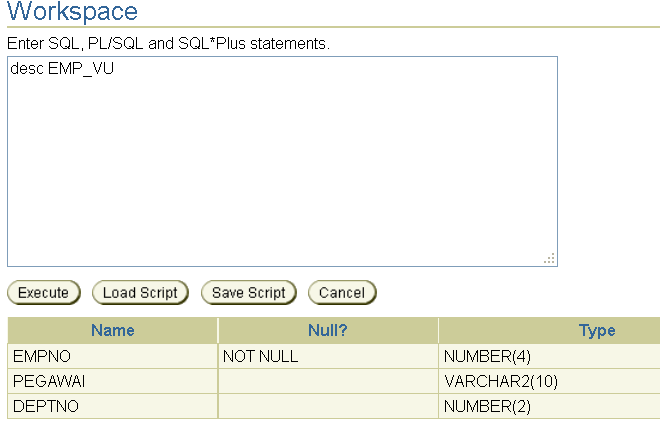 Workspace
Enter SQL, PL/SQL and SQL*Plus statements.
desc EMP_VU
Execute Load Script Save Script Cancel
Name Null? Type
EMPNO NOT NULL NUMBER(4)
PEGAWAI VARCHAR2(10)
DEPTNO NUMBER(2)